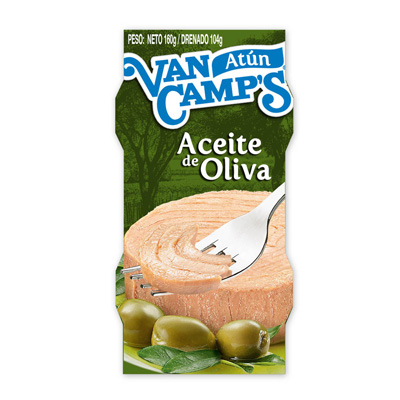 PESO: NETO 160g / DRENADO 104g
Atún
VAN
CAMP'S®
Aceite
de Oliva